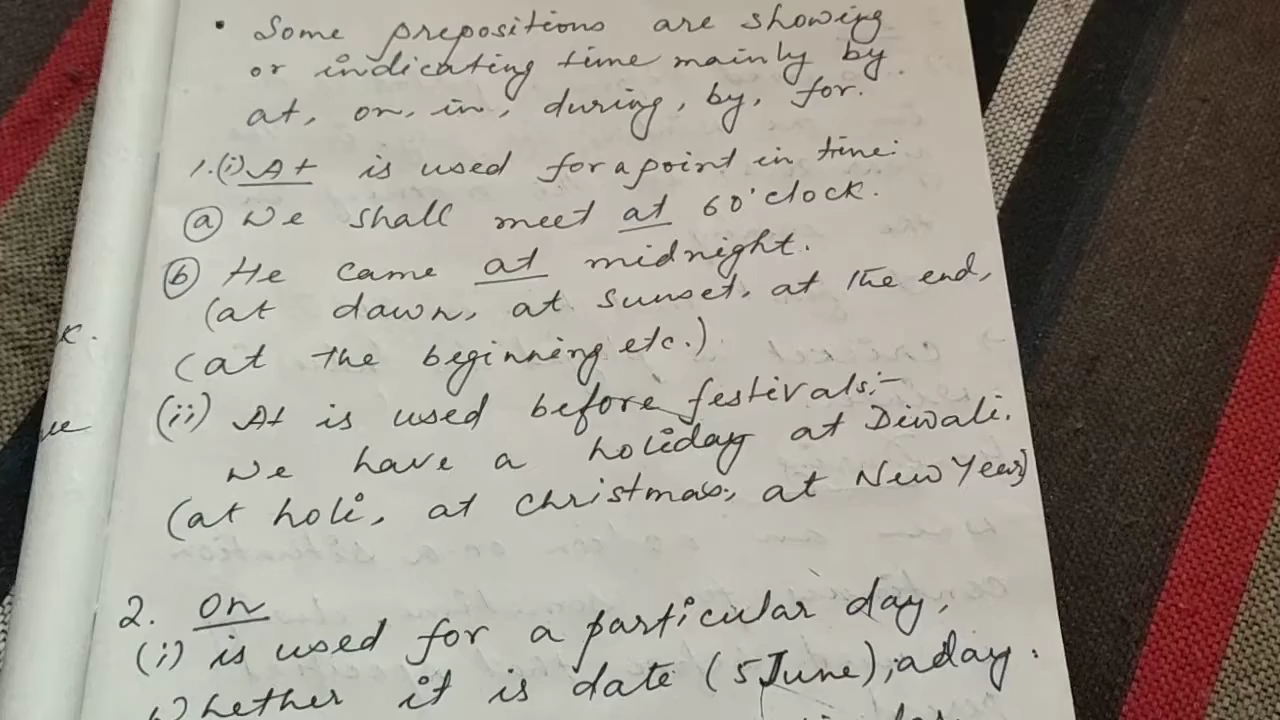 • Some prepositions are showing
or indicating time mainly by
at, on, in, during, by, for.
1.(i) At is used for a point in time:
(a) We shall meet at 6 o'clock.
(b) He came at midnight.
(at dawn, at sunset, at the end,
(at the beginning etc.)
(ii) At is used before festivals:-
We have a holiday at Diwali.
(at holi, at christmas, at New Year)
2. on
(i) is used for a particular day,
whether it is date (5 June), a day.